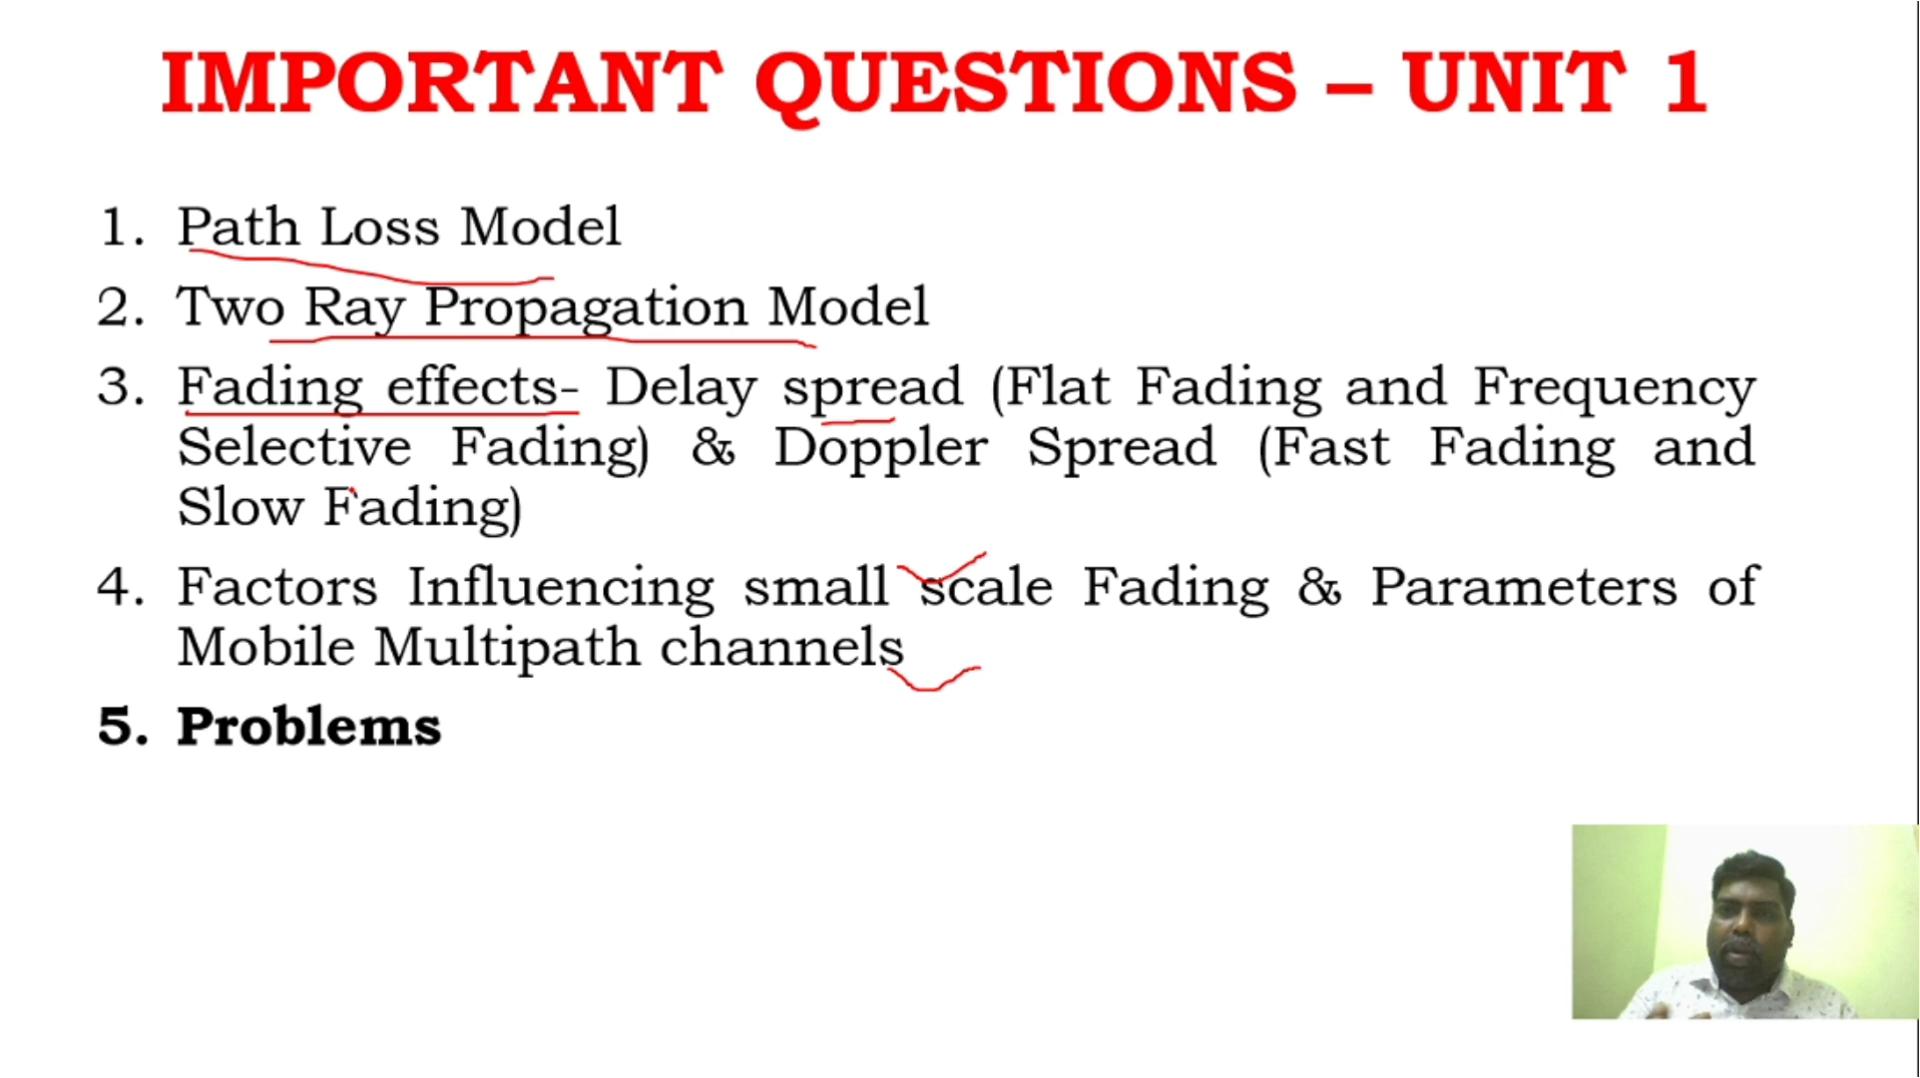 IMPORTANT QUESTIONS – UNIT 1
1. Path Loss Model
2. Two Ray Propagation Model
3. Fading effects- Delay spread (Flat Fading and Frequency
Selective Fading) & Doppler Spread (Fast Fading and
Slow Fading)
4. Factors Influencing small scale Fading & Parameters of
Mobile Multipath channels
5. Problems